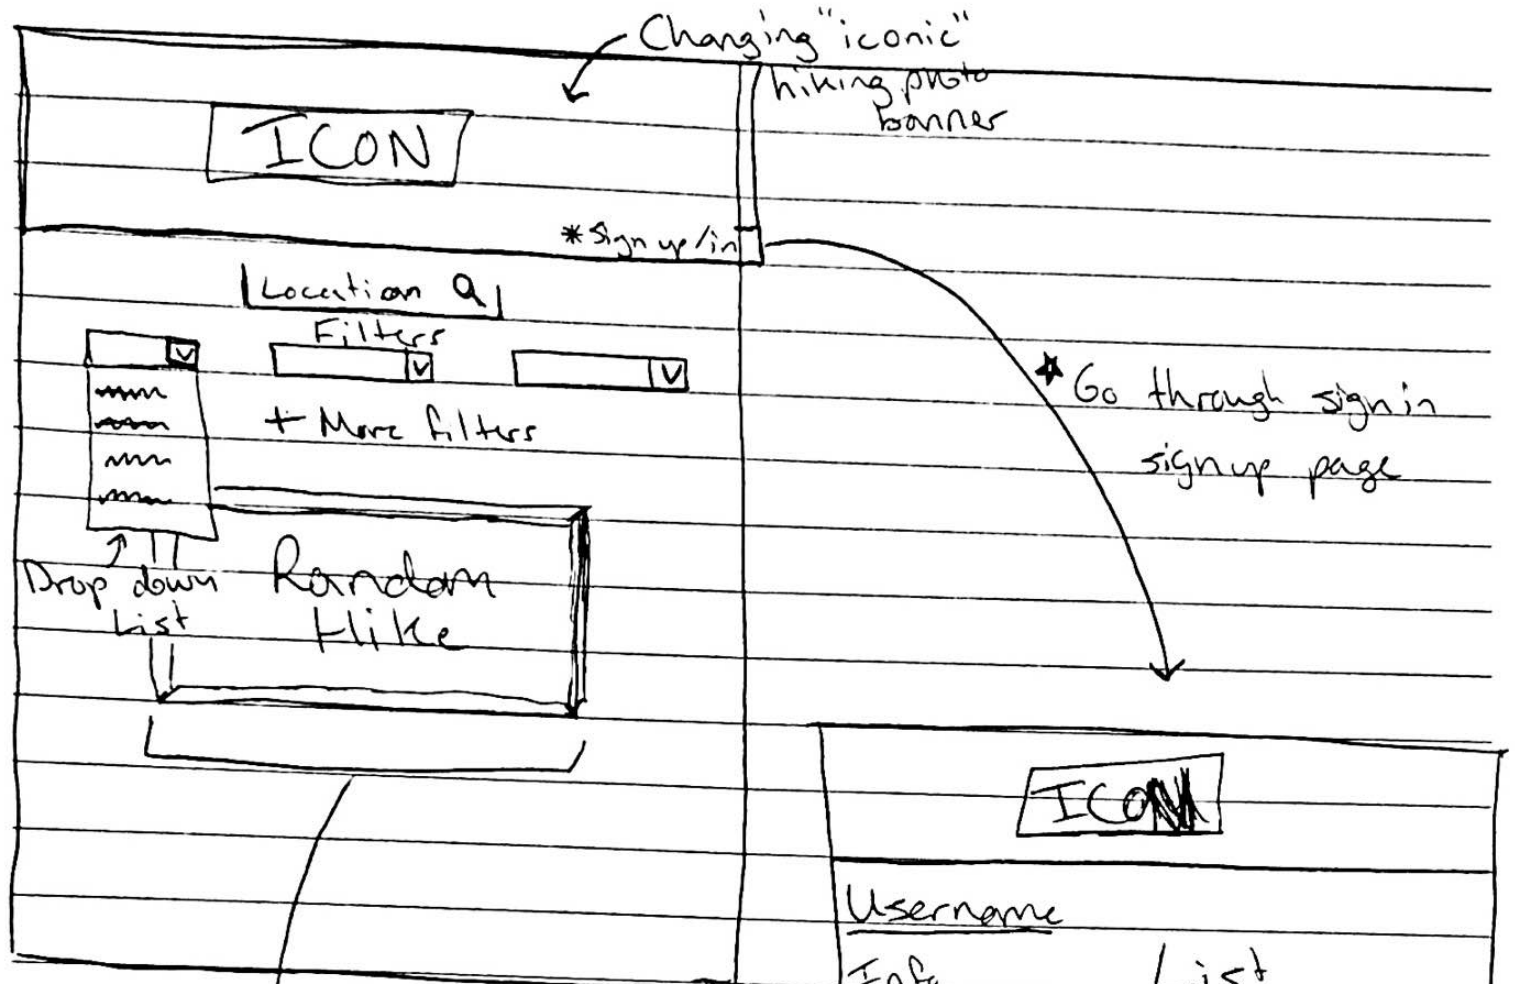 Changing "iconic"
hiking photo
banner
ICON
*Sign up/in
Location
Filters
+ More filters
Drop down
List
Random
Hike
★ Go through sign in
sign up page
ICON
Username
Info
List